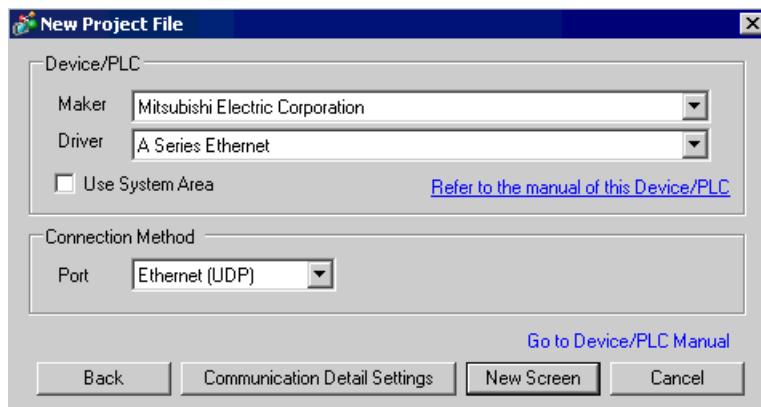 New Project File
Device/PLC
Maker Mitsubishi Electric Corporation
Driver A Series Ethernet
Use System Area Refer to the manual of this Device/PLC
Connection Method
Port Ethernet (UDP)
Go to Device/PLC Manual
Back Communication Detail Settings New Screen Cancel